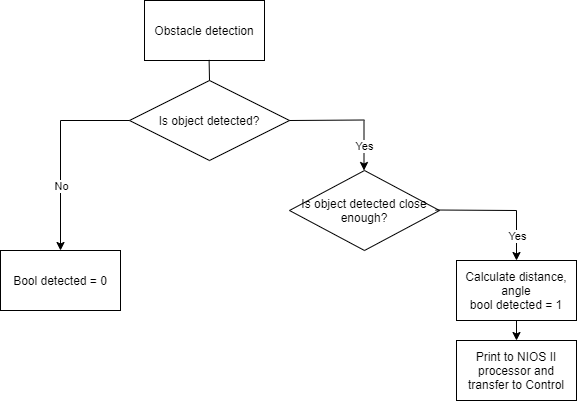 Obstacle detection
Is object detected?
Yes
No
Is object detected close
enough?
Yes
Bool detected = 0
Calculate distance,
angle
bool detected = 1
Print to NIOS II
processor and
transfer to Control